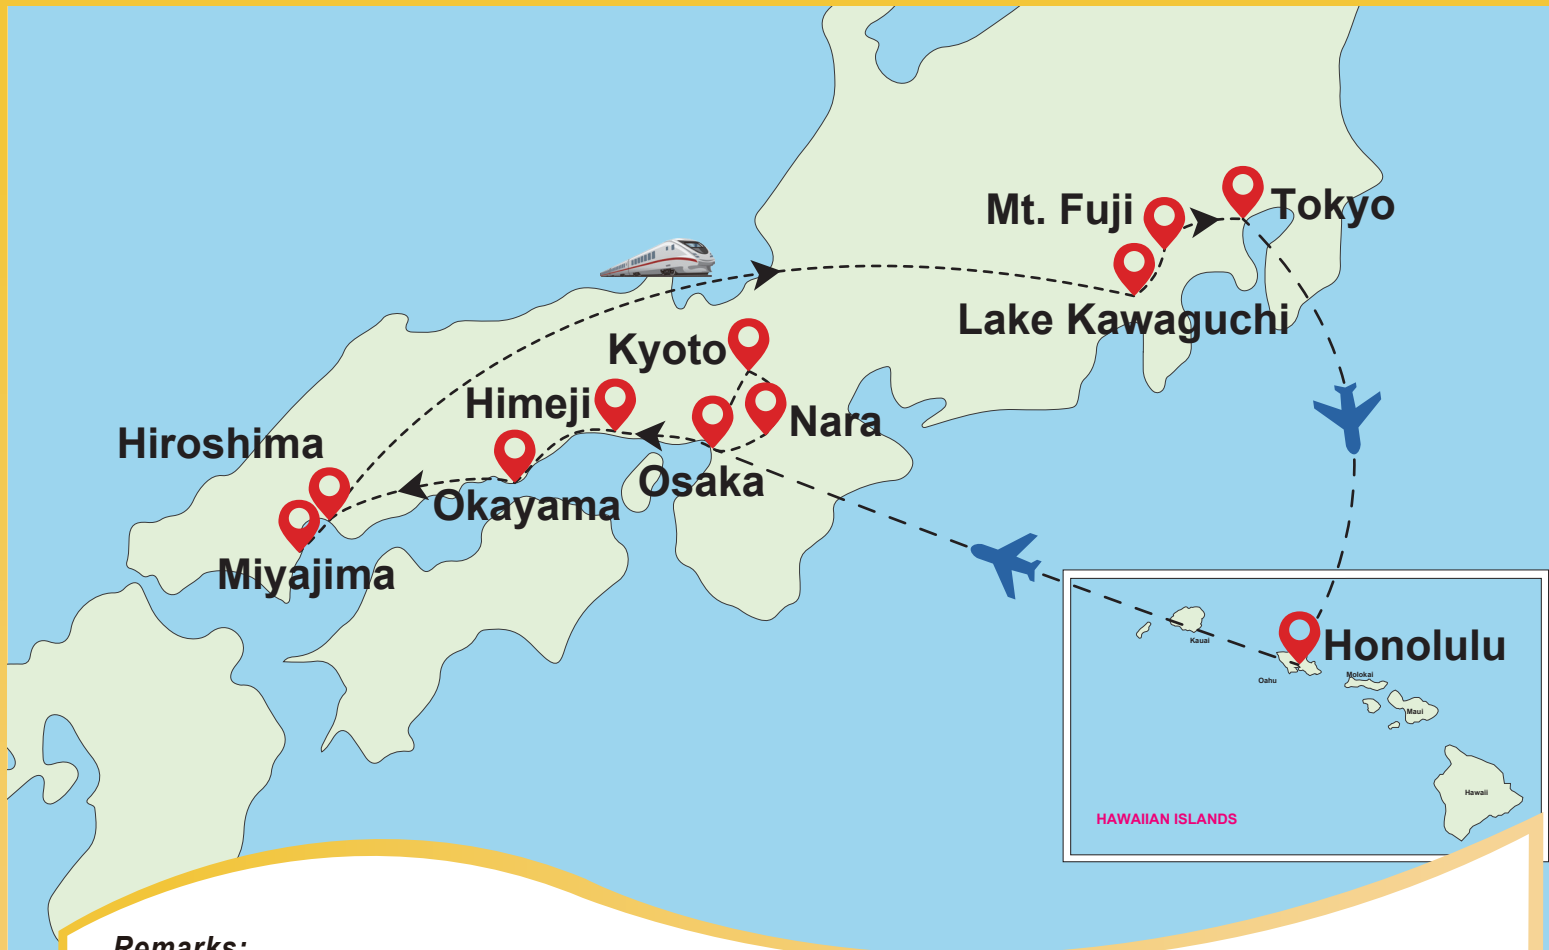 Tokyo
Mt. Fuji
Lake Kawaguchi
Kyoto
Himeji
Nara
Hiroshima
Osaka
Okayama
Miyajima
Kauai
Honolulu
Oahu
Molokai
Maui
Hawaii
HAWAIIAN ISLANDS
Remarks: